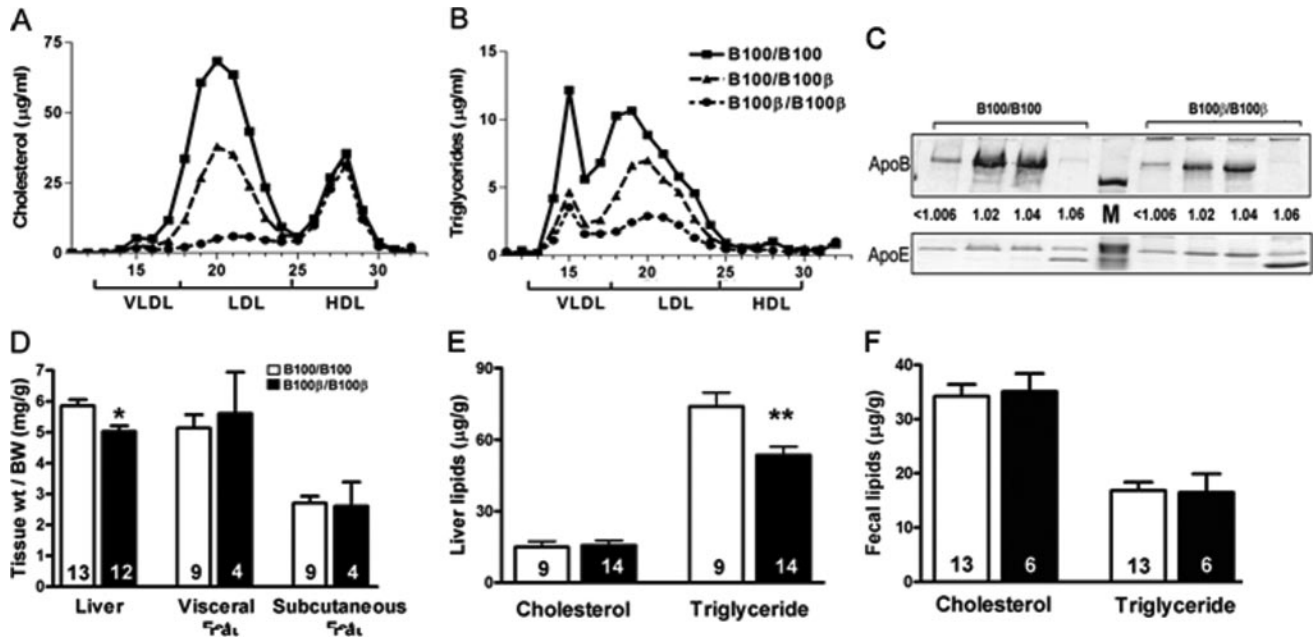 A
Cholesterol (µg/ml)
75
50
25
0
15 20 25 30
VLDL LDL HDL
B
Triglycerides (µg/ml)
15
10
5
0
15 20 25 30
VLDL LDL HDL
B100/B100
B100/B100β
B100β/B100β
C
B100/B100 B100β/B100β
ApoB
<1.006 1.02 1.04 1.06 M <1.006 1.02 1.04 1.06
ApoE
D
Tissue wt / BW (mg/g)
7
6
5
4
3
2
1
0
B100/B100
B100β/B100β
*
13 12 9 4 9 4
Liver Visceral Subcutaneous
E
Liver lipids (µg/g)
90
60
30
0
**
9 14 9 14
Cholesterol Triglyceride
F
Fecal lipids (µg/g)
40
30
20
10
0
13 6 13 6
Cholesterol Triglyceride